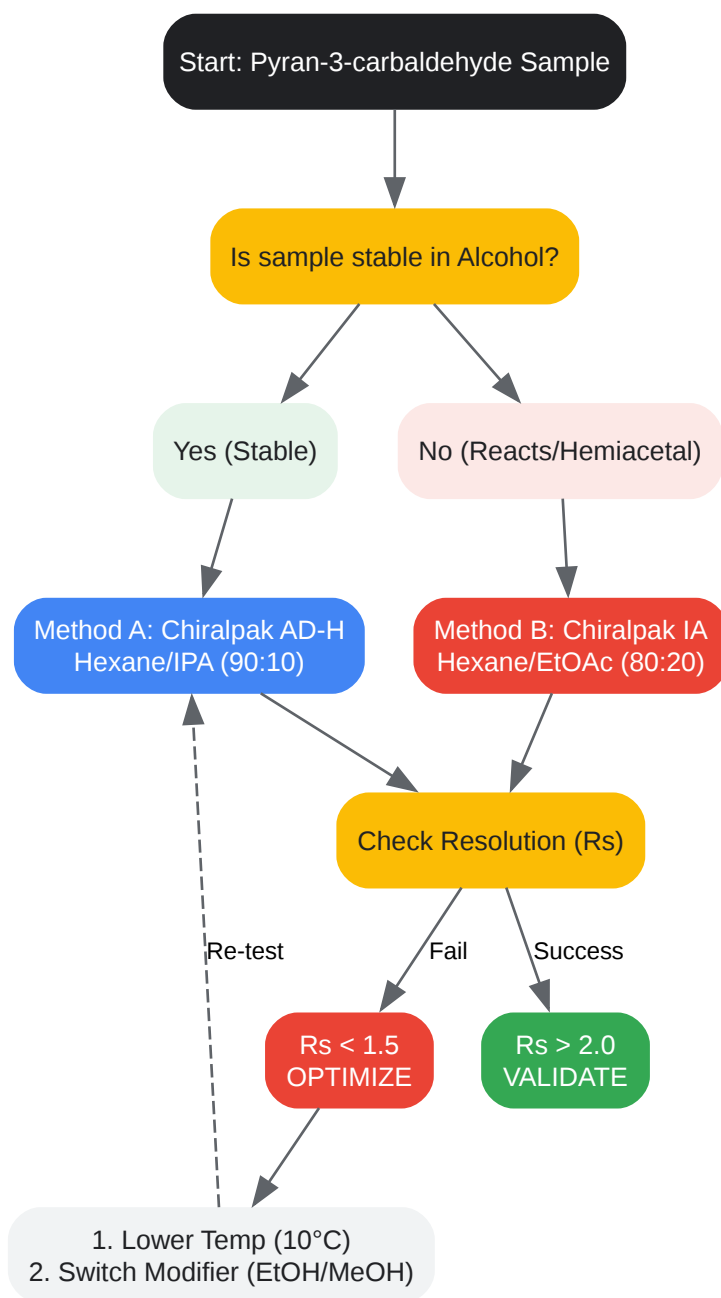 Start: Pyran-3-carbaldehyde Sample
Is sample stable in Alcohol?
Yes (Stable)
No (Reacts/Hemiacetal)
Method A: Chiralpak AD-H
Hexane/IPA (90:10)
Method B: Chiralpak IA
Hexane/EtOAc (80:20)
Check Resolution (Rs)
Re-test
Fail
Success
Rs < 1.5
OPTIMIZE
Rs > 2.0
VALIDATE
1. Lower Temp (10°C)
2. Switch Modifier (EtOH/MeOH)